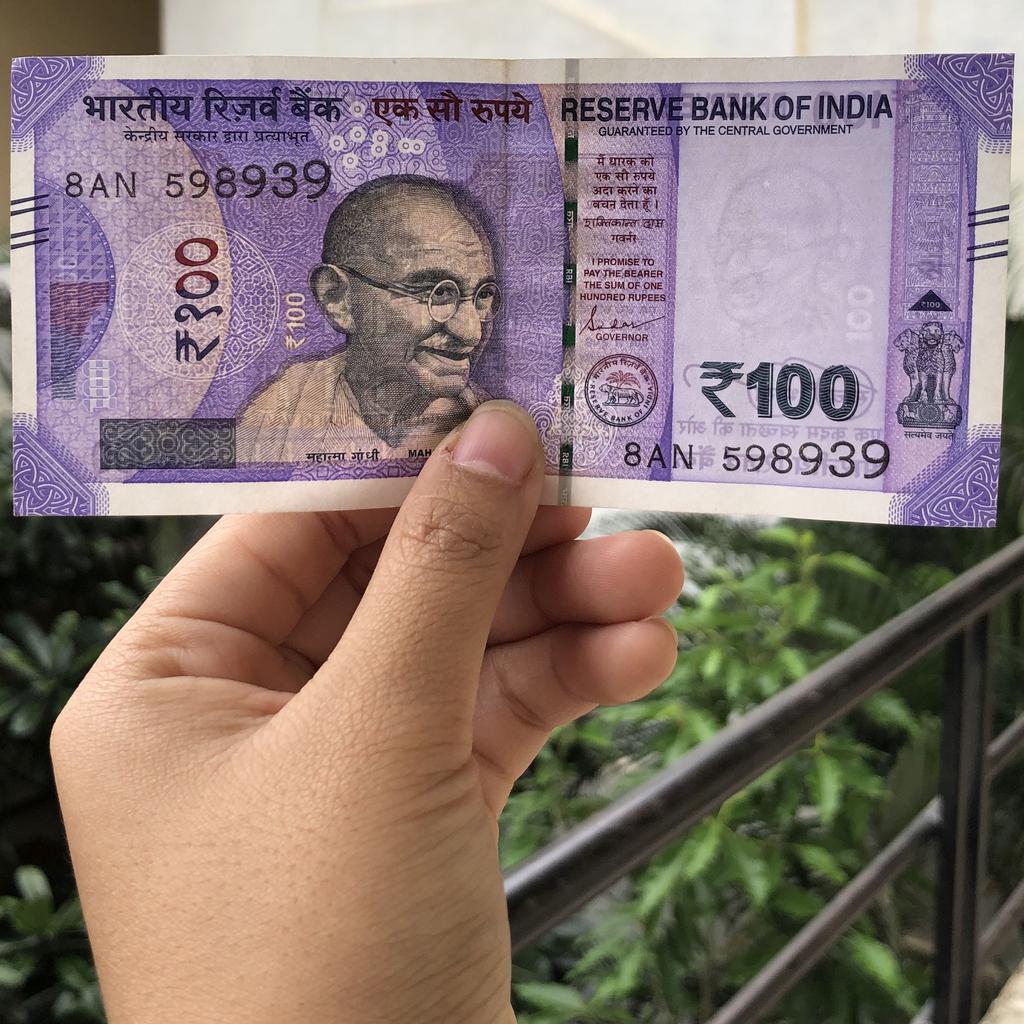 भारतीय रिज़र्व बैंक
एक सौ रुपये
RESERVE BANK OF INDIA
केन्द्रीय सरकार द्वारा प्रत्याभूत
GUARANTEED BY THE CENTRAL GOVERNMENT
8AN 598939
मैं धारक को
एक सौ रुपये
अदा करने का
वचन देता हूँ।
शक्तिकान्त दास
गवर्नर
I PROMISE TO
PAY THE BEARER
THE SUM OF ONE
HUNDRED RUPEES
GOVERNOR
₹१००
₹100
RBI
भारतीय रिज़र्व बैंक
RESERVE BANK OF INDIA
₹100
₹100
सत्यमेव जयते
महात्मा गांधी
MAH
8AN 598939